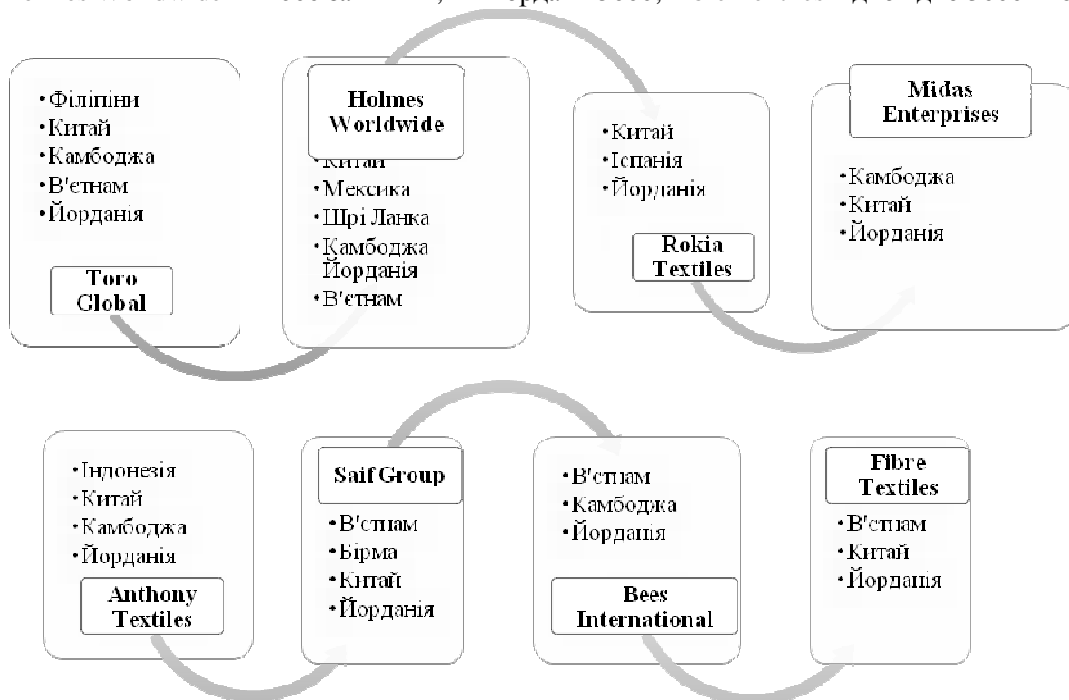 • Філіпіни
• Китай
• Камбоджа
• В'єтнам
• Йорданія
Toro
Global
Holmes
Worldwide
• Китай
• Мексика
• Шрі Ланка
• Камбоджа
Йорданія
• В'єтнам
• Китай
• Іспанія
• Йорданія
Rokia
Textiles
Midas
Enterprises
• Камбоджа
• Китай
• Йорданія
• Індонезія
• Китай
• Камбоджа
• Йорданія
Anthony
Textiles
Saif Group
• В'єтнам
• Бірма
• Китай
• Йорданія
• В'єтнам
• Камбоджа
• Йорданія
Bees
International
Fibre
Textiles
• В'єтнам
• Китай
• Йорданія